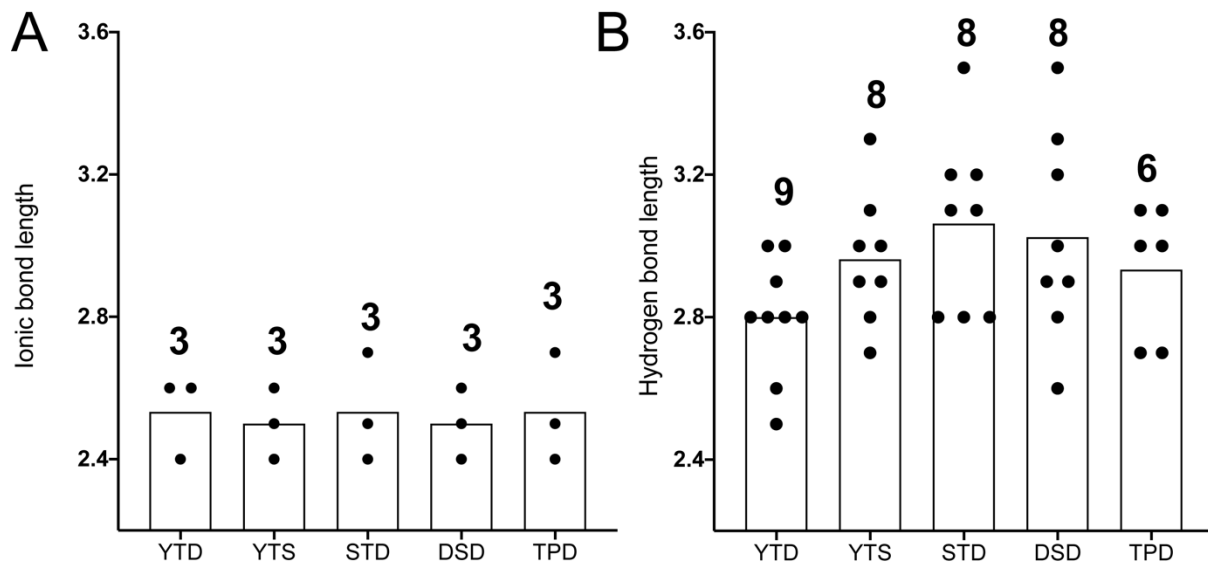 A
Ionic bond length
3.6
3.2
2.8
2.4
3
3
3
3
3
YTD
YTS
STD
DSD
TPD
B
Hydrogen bond length
3.6
3.2
2.8
2.4
9
8
8
8
6
YTD
YTS
STD
DSD
TPD